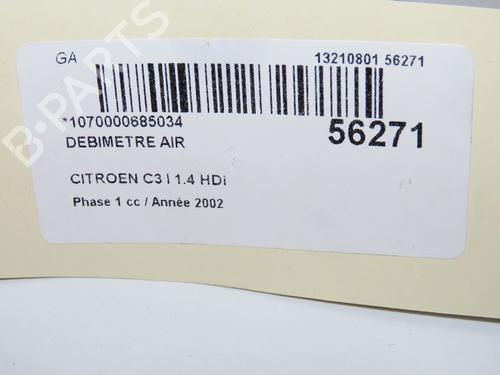 GA 13210801 56271
*1070000685034
56271
DEBIMETRE AIR
CITROEN C3 I 1.4 HDi
Phase 1 cc / Année 2002
B-PARTS